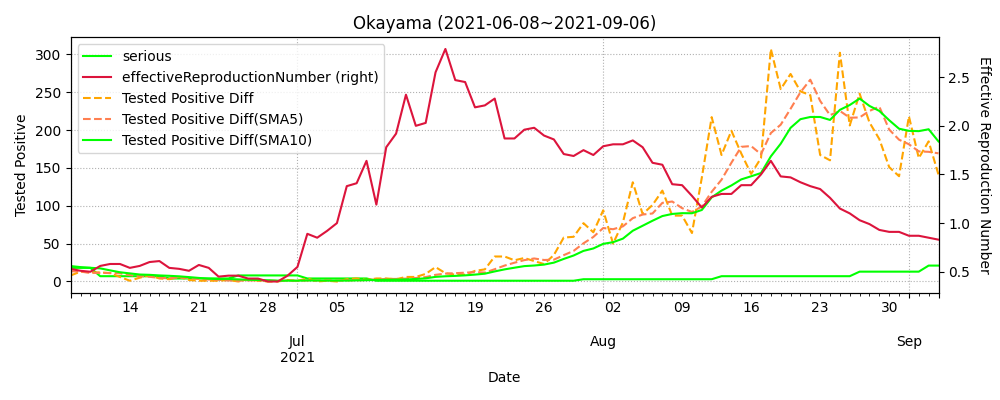 Okayama (2021-06-08~2021-09-06)
serious
effectiveReproductionNumber (right)
Tested Positive Diff
Tested Positive Diff(SMA5)
Tested Positive Diff(SMA10)
Tested Positive
300
250
200
150
100
50
0
2.5
2.0
1.5
1.0
0.5
Effective Reproduction Number
14 21 28 05 12 19 26 02 09 16 23 30
Jul Aug Sep
2021
Date